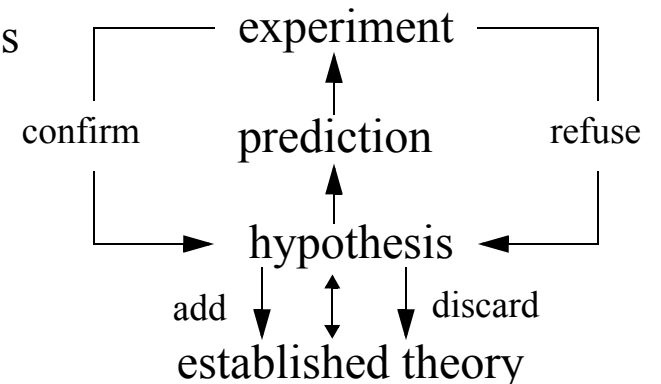 s
experiment
confirm
prediction
refuse
hypothesis
add
discard
established theory